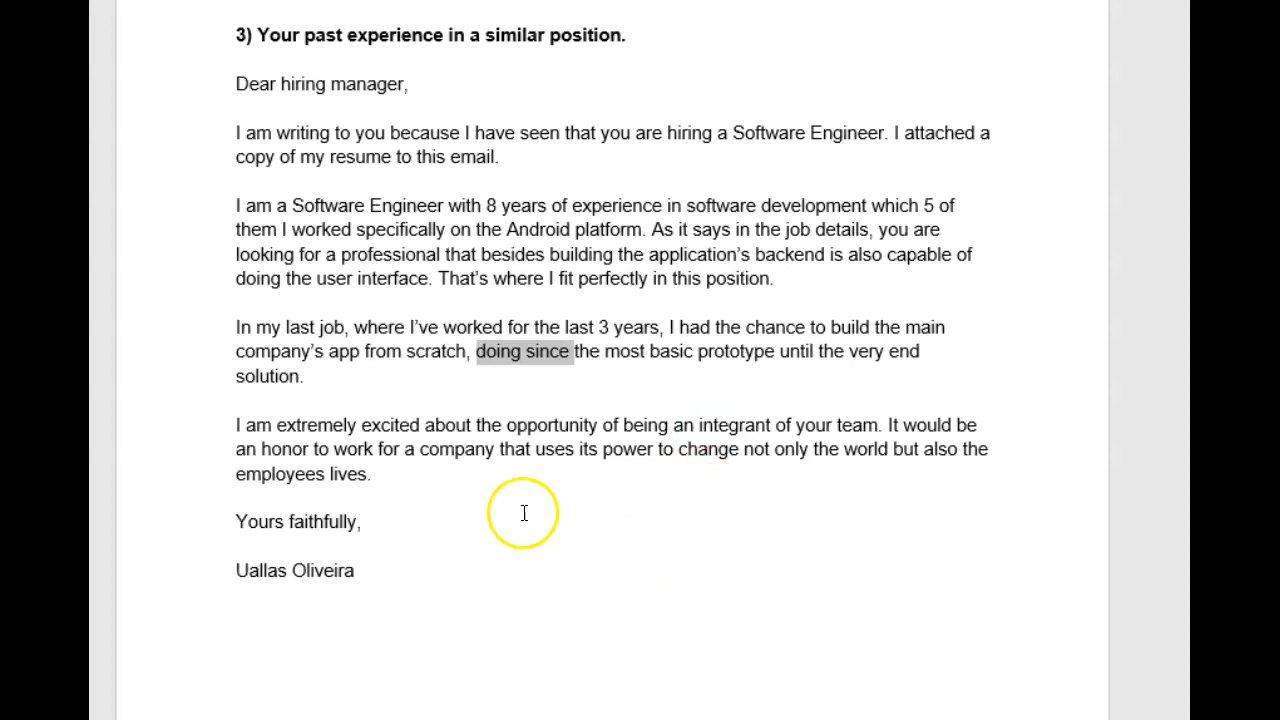 3) Your past experience in a similar position.
Dear hiring manager,
I am writing to you because I have seen that you are hiring a Software Engineer. I attached a
copy of my resume to this email.
I am a Software Engineer with 8 years of experience in software development which 5 of
them I worked specifically on the Android platform. As it says in the job details, you are
looking for a professional that besides building the application’s backend is also capable of
doing the user interface. That’s where I fit perfectly in this position.
In my last job, where I’ve worked for the last 3 years, I had the chance to build the main
company’s app from scratch, doing since the most basic prototype until the very end
solution.
I am extremely excited about the opportunity of being an integrant of your team. It would be
an honor to work for a company that uses its power to change not only the world but also the
employees lives.
Yours faithfully,
Uallas Oliveira